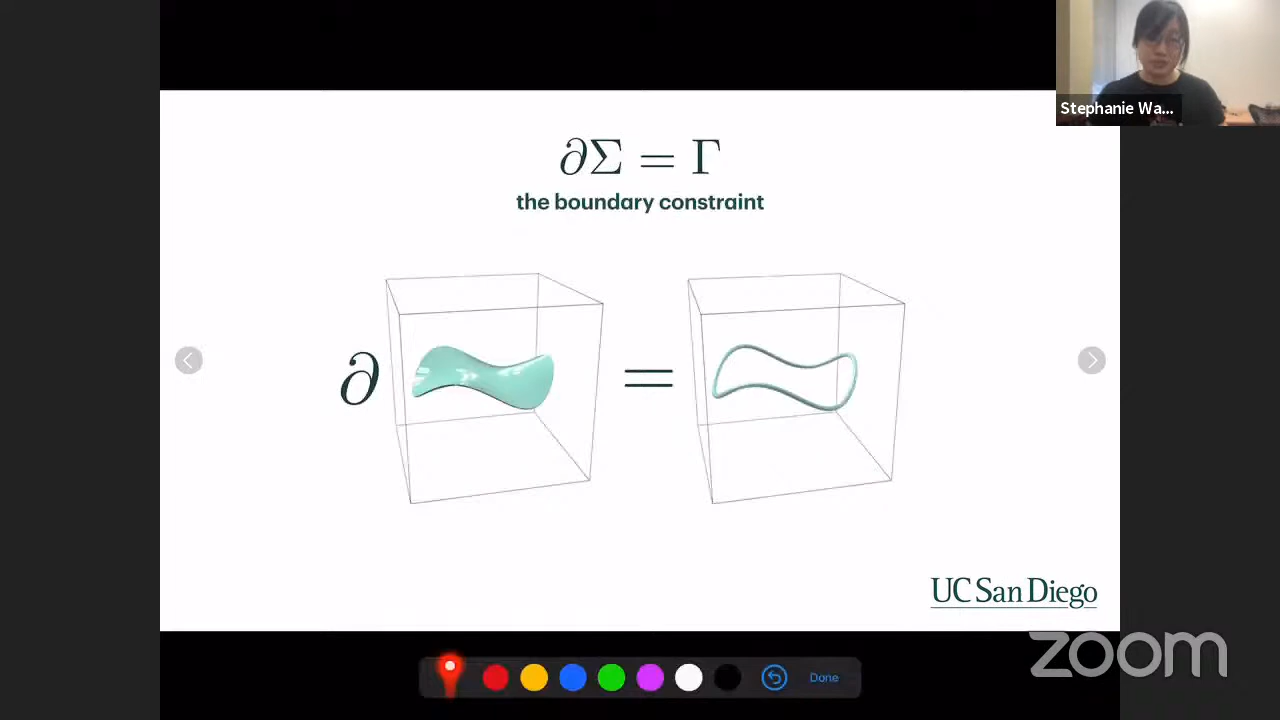 Stephanie Wa...
∂Σ = Γ
the boundary constraint
∂
=
UC San Diego
zoom
Done